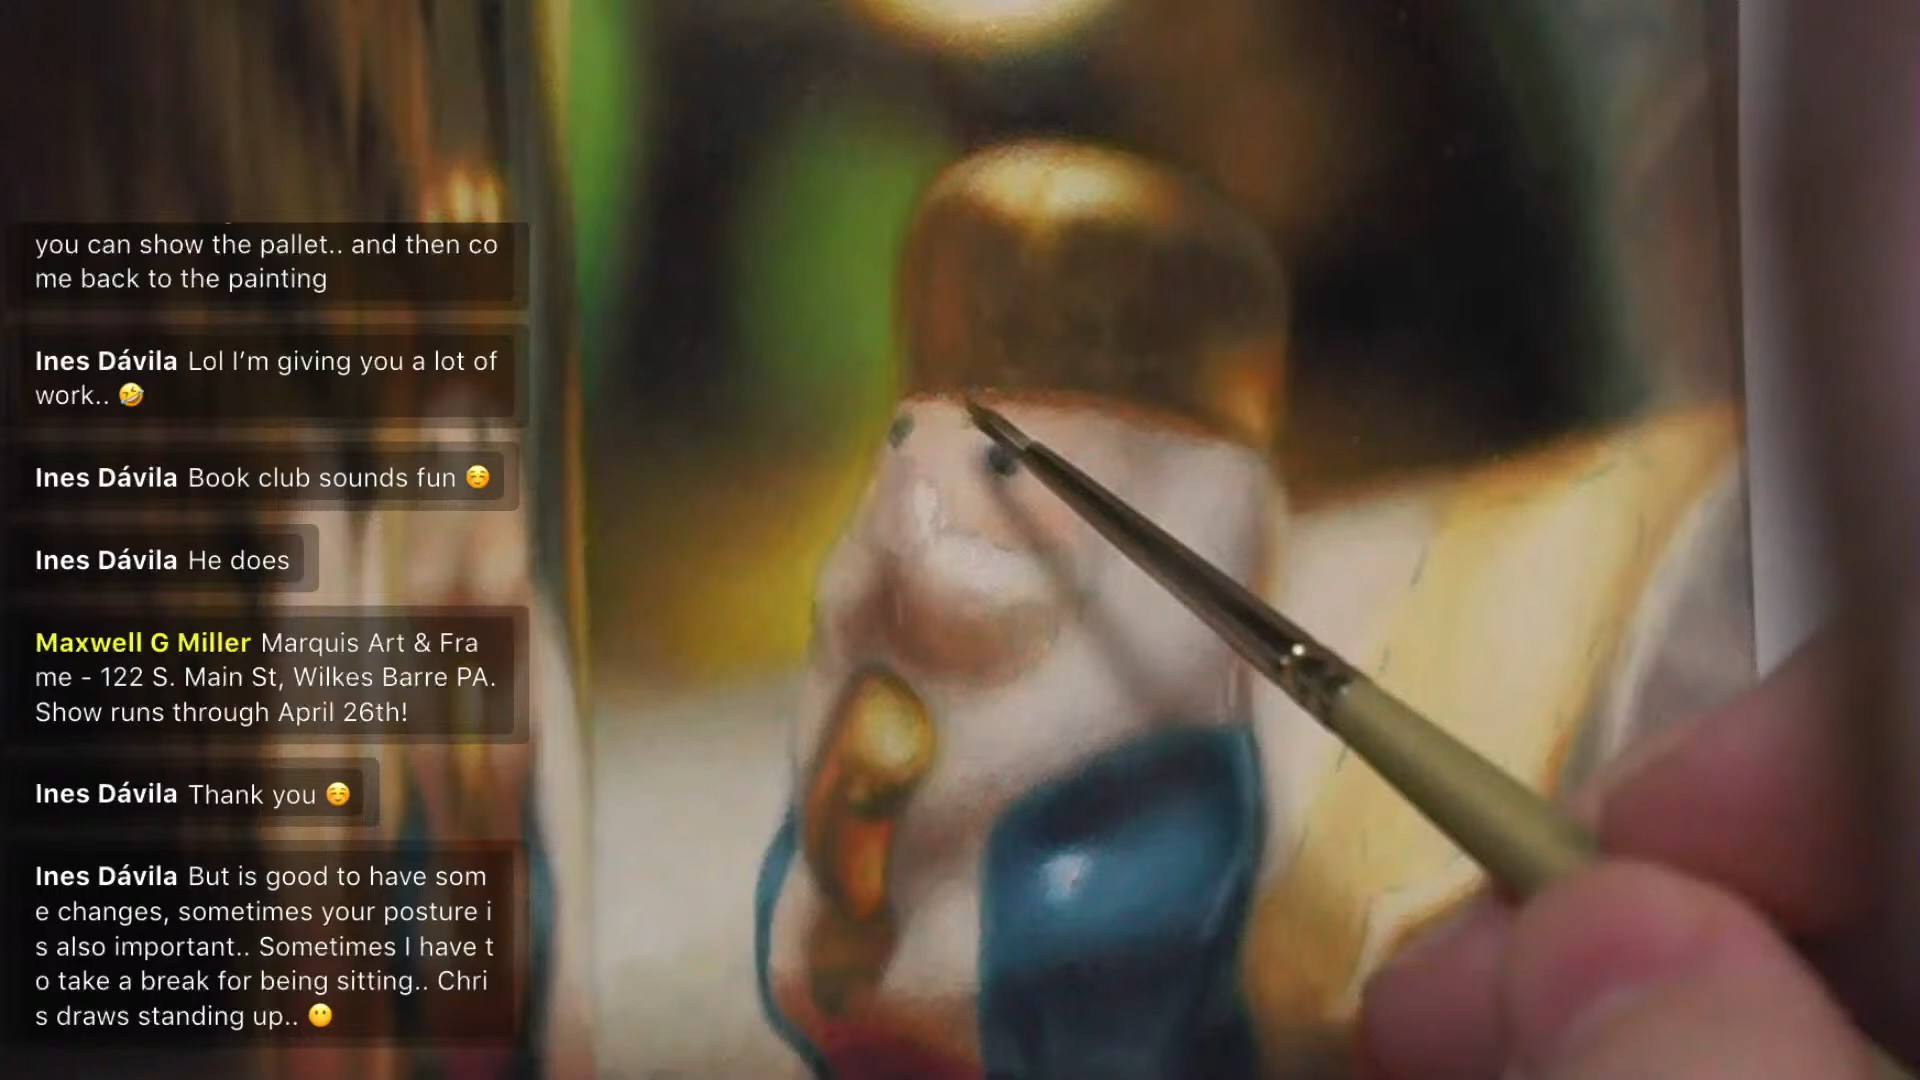 you can show the pallet.. and then co
me back to the painting
Ines Dávila Lol I’m giving you a lot of
work.. 🤣
Ines Dávila Book club sounds fun ☺️
Ines Dávila He does
Maxwell G Miller Marquis Art & Fra
me - 122 S. Main St, Wilkes Barre PA.
Show runs through April 26th!
Ines Dávila Thank you ☺️
Ines Dávila But is good to have som
e changes, sometimes your posture i
s also important.. Sometimes I have t
o take a break for being sitting.. Chri
s draws standing up.. 😶